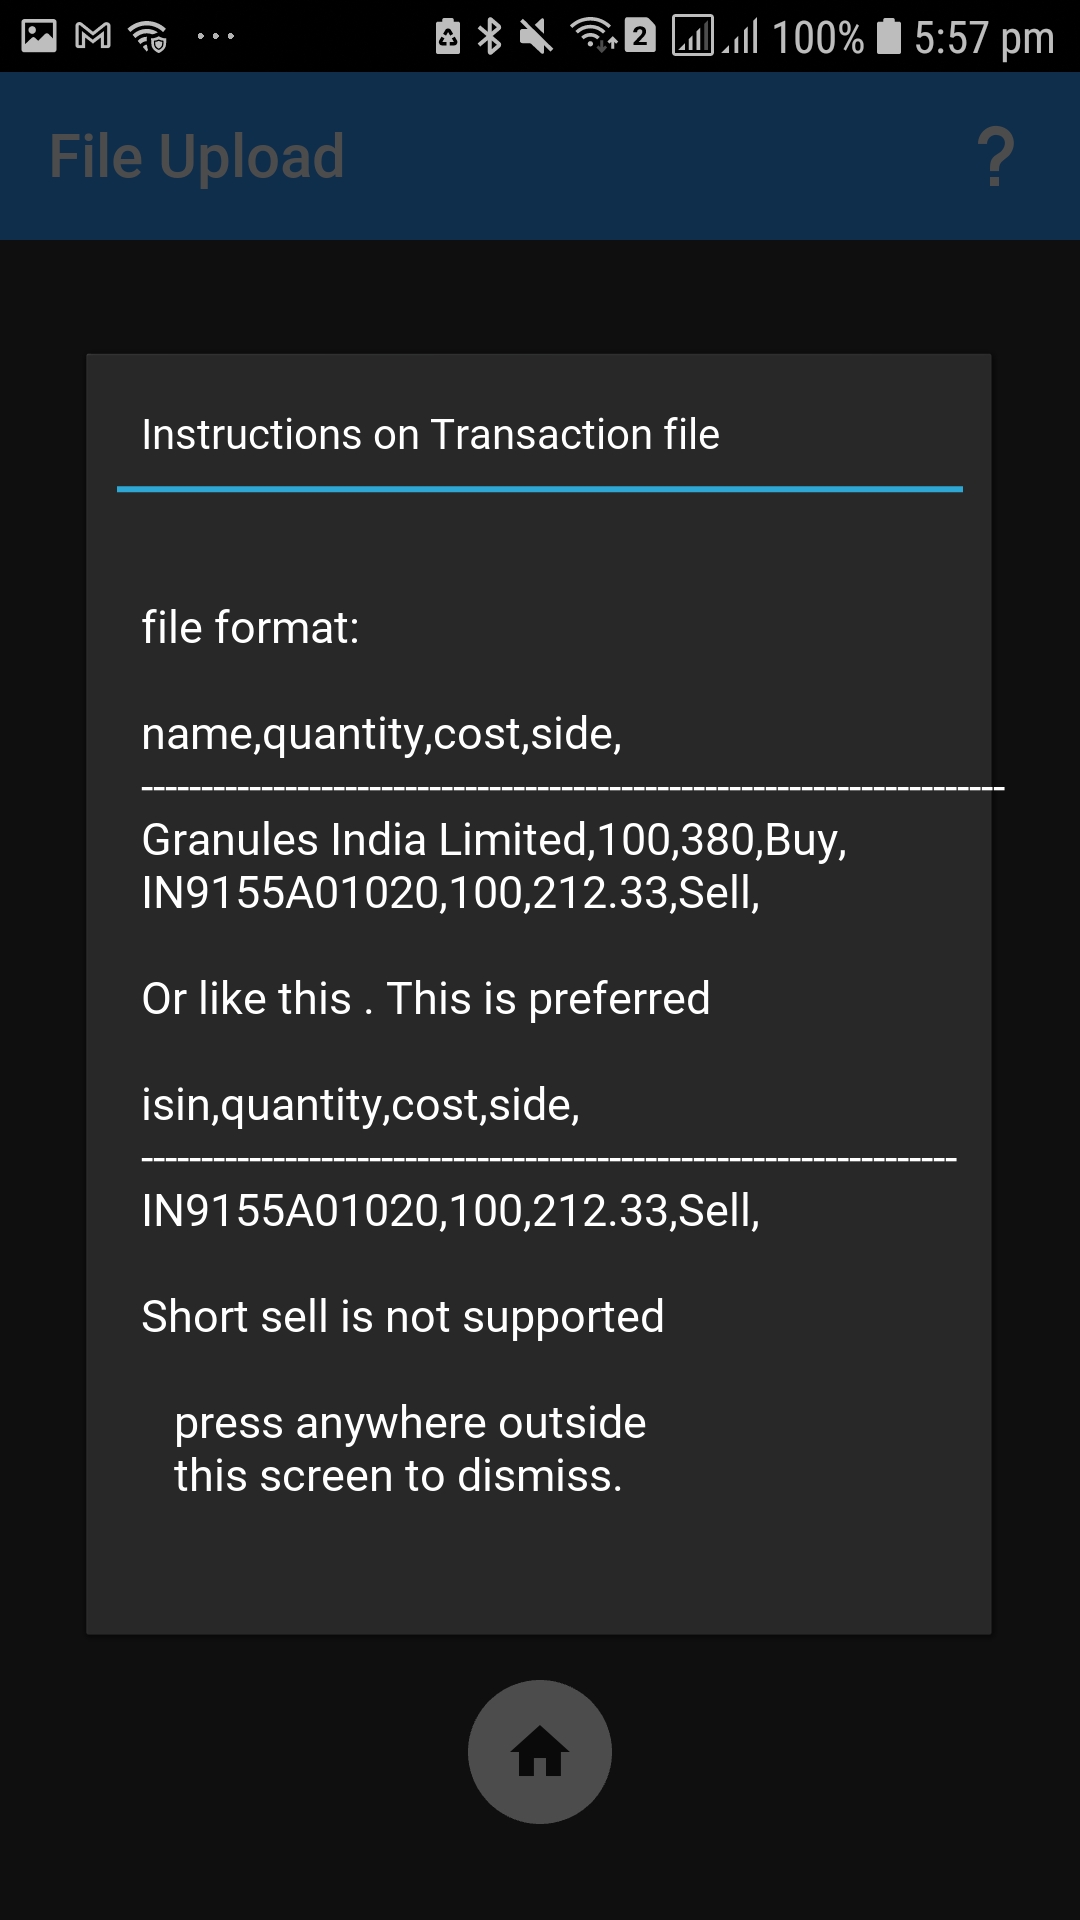 2 100% 5:57 pm
File Upload ?
Instructions on Transaction file
file format:
name,quantity,cost,side,
------------------------------------------------------------------------
Granules India Limited,100,380,Buy,
IN9155A01020,100,212.33,Sell,
Or like this . This is preferred
isin,quantity,cost,side,
--------------------------------------------------------------------
IN9155A01020,100,212.33,Sell,
Short sell is not supported
press anywhere outside
this screen to dismiss.